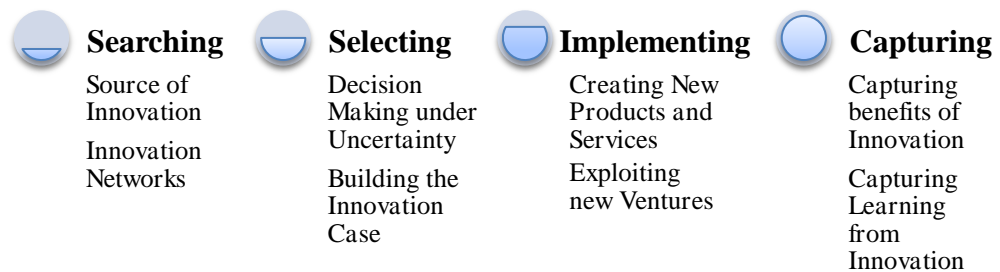 Searching
Source of
Innovation
Innovation
Networks
Selecting
Decision
Making under
Uncertainty
Building the
Innovation
Case
Implementing
Creating New
Products and
Services
Exploiting
new Ventures
Capturing
Capturing
benefits of
Innovation
Capturing
Learning
from
Innovation